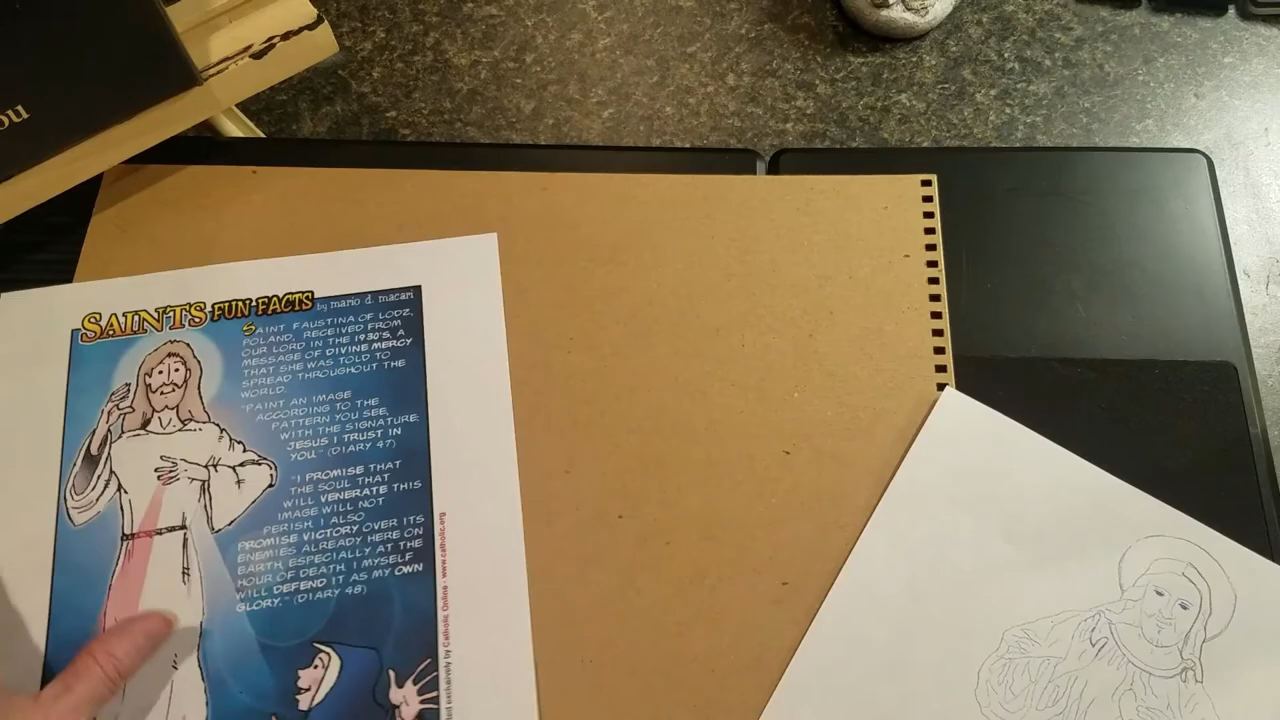 ou
SAINTS FUN FACTS by mario d. macari
SAINT FAUSTINA OF LODZ,
POLAND, RECEIVED FROM
OUR LORD IN THE 1930'S, A
MESSAGE OF DIVINE MERCY
THAT SHE WAS TOLD TO
SPREAD THROUGHOUT THE
WORLD.
"PAINT AN IMAGE
ACCORDING TO THE
PATTERN YOU SEE,
WITH THE SIGNATURE:
JESUS I TRUST IN
YOU." (DIARY 47)
"I PROMISE THAT
THE SOUL THAT
WILL VENERATE THIS
IMAGE WILL NOT
PERISH. I ALSO
PROMISE VICTORY OVER ITS
ENEMIES ALREADY HERE ON
EARTH, ESPECIALLY AT THE
HOUR OF DEATH. I MYSELF
WILL DEFEND IT AS MY OWN
GLORY." (DIARY 48)
ted exclusively by Catholic Online - www.catholic.org